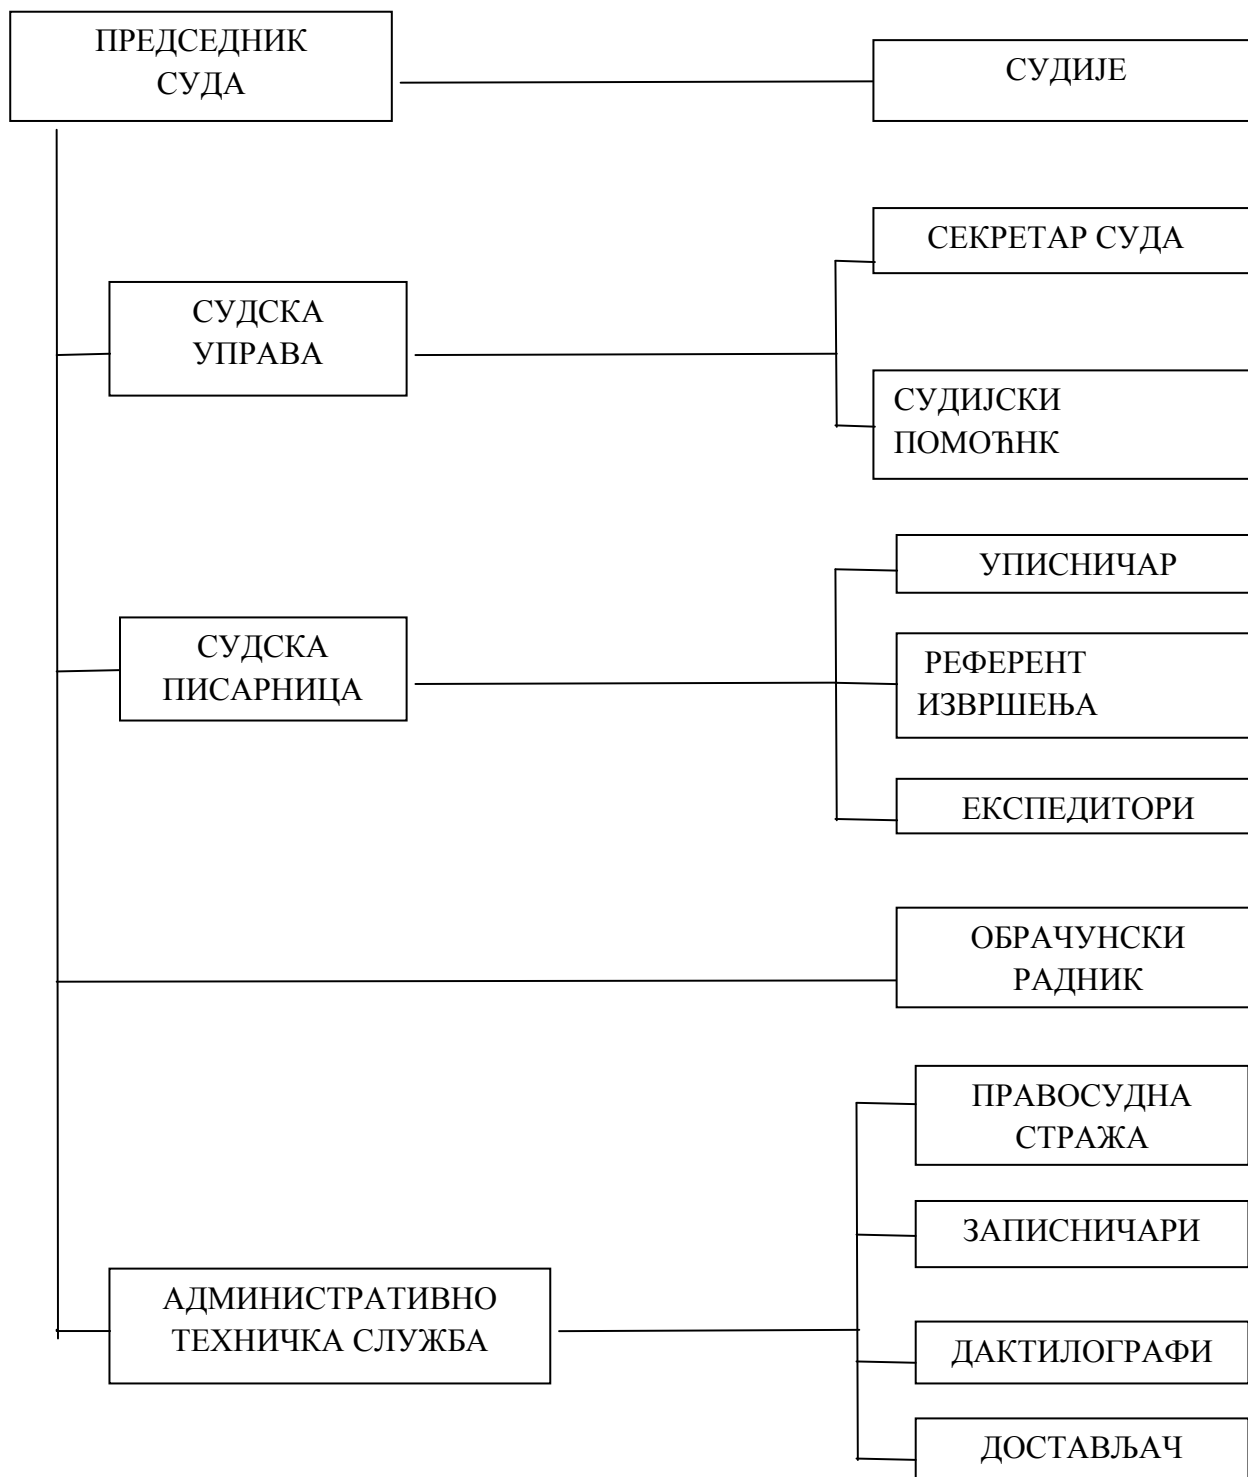 ПРЕДСЕДНИК
СУДА
СУДИЈЕ
СЕКРЕТАР СУДА
СУДСКА
УПРАВА
СУДИЈСКИ
ПОМОЋНК
УПИСНИЧАР
СУДСКА
ПИСАРНИЦА
РЕФЕРЕНТ
ИЗВРШЕЊА
ЕКСПЕДИТОРИ
ОБРАЧУНСКИ
РАДНИК
ПРАВОСУДНА
СТРАЖА
ЗАПИСНИЧАРИ
АДМИНИСТРАТИВНО
ТЕХНИЧКА СЛУЖБА
ДАКТИЛОГРАФИ
ДОСТАВЉАЧ